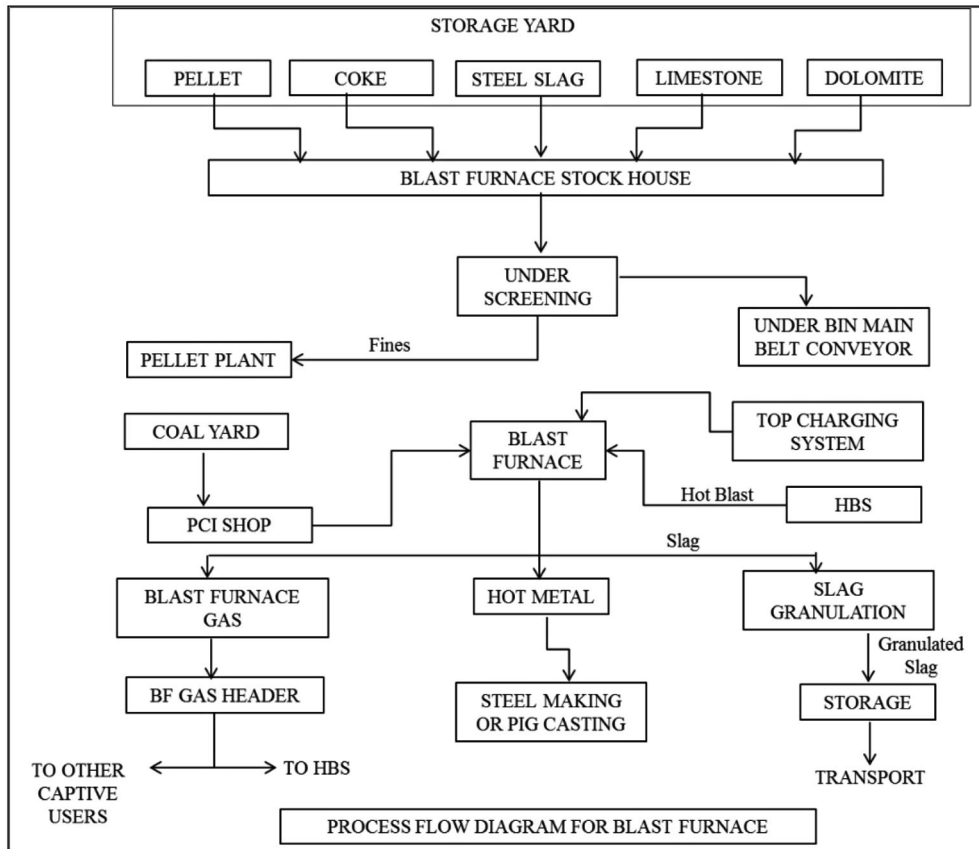 STORAGE YARD
PELLET
COKE
STEEL SLAG
LIMESTONE
DOLOMITE
BLAST FURNACE STOCK HOUSE
UNDER
SCREENING
UNDER BIN MAIN
BELT CONVEYOR
Fines
PELLET PLANT
COAL YARD
BLAST
FURNACE
TOP CHARGING
SYSTEM
Hot Blast
HBS
PCI SHOP
Slag
BLAST FURNACE
GAS
HOT METAL
SLAG
GRANULATION
Granulated
Slag
BF GAS HEADER
STEEL MAKING
OR PIG CASTING
STORAGE
TO OTHER
CAPTIVE
USERS
TO HBS
TRANSPORT
PROCESS FLOW DIAGRAM FOR BLAST FURNACE